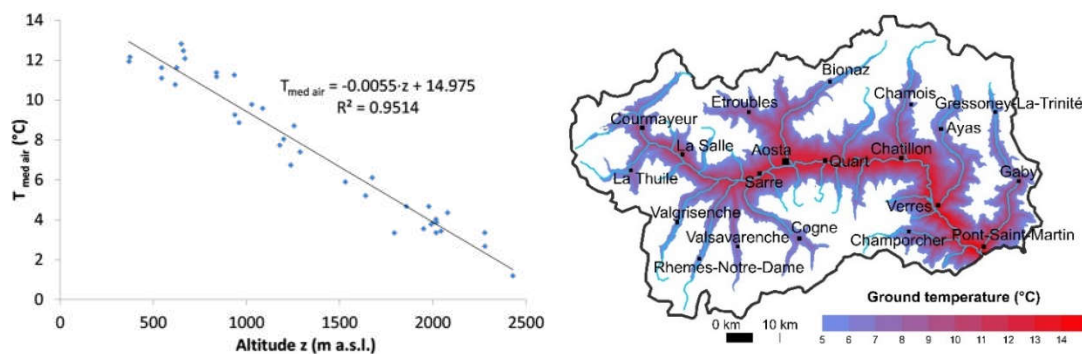 14
12
10
8
6
4
2
0
T med air (°C)
T med air = -0.0055·z + 14.975
R² = 0.9514
0 500 1000 1500 2000 2500
Altitude z (m a.s.l.)
Bionaz
Chamois
Gressoney-La-Trinité
Etroubles
Courmayeur
Ayas
La Salle
Aosta
Chatillon
Quart
Gaby
La Thuile
Sarre
Verres
Valgrisenche
Cogne
Valsavarenche
Champorcher
Pont-Saint-Martin
Rhemes-Notre-Dame
Ground temperature (°C)
0 km 10 km
5 6 7 8 9 10 11 12 13 14